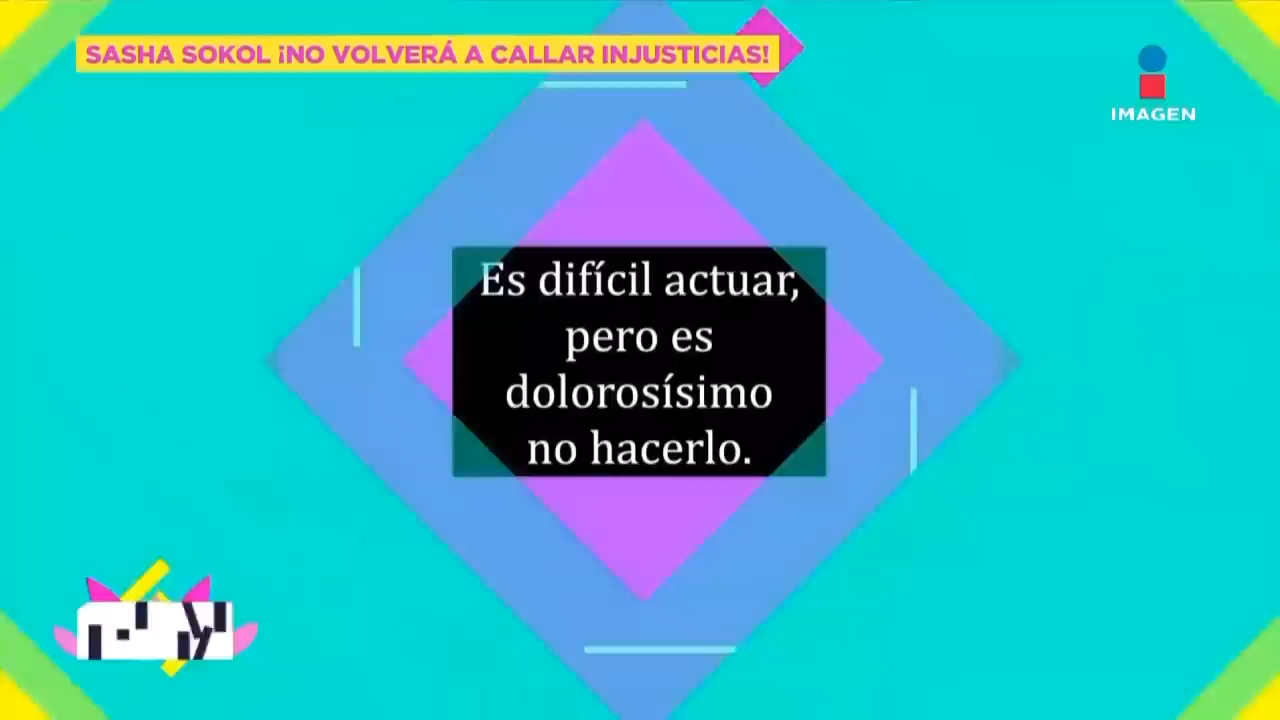 SASHA SOKOL ¡NO VOLVERÁ A CALLAR INJUSTICIAS!
IMAGEN
Es difícil actuar,
pero es
dolorosísimo
no hacerlo.